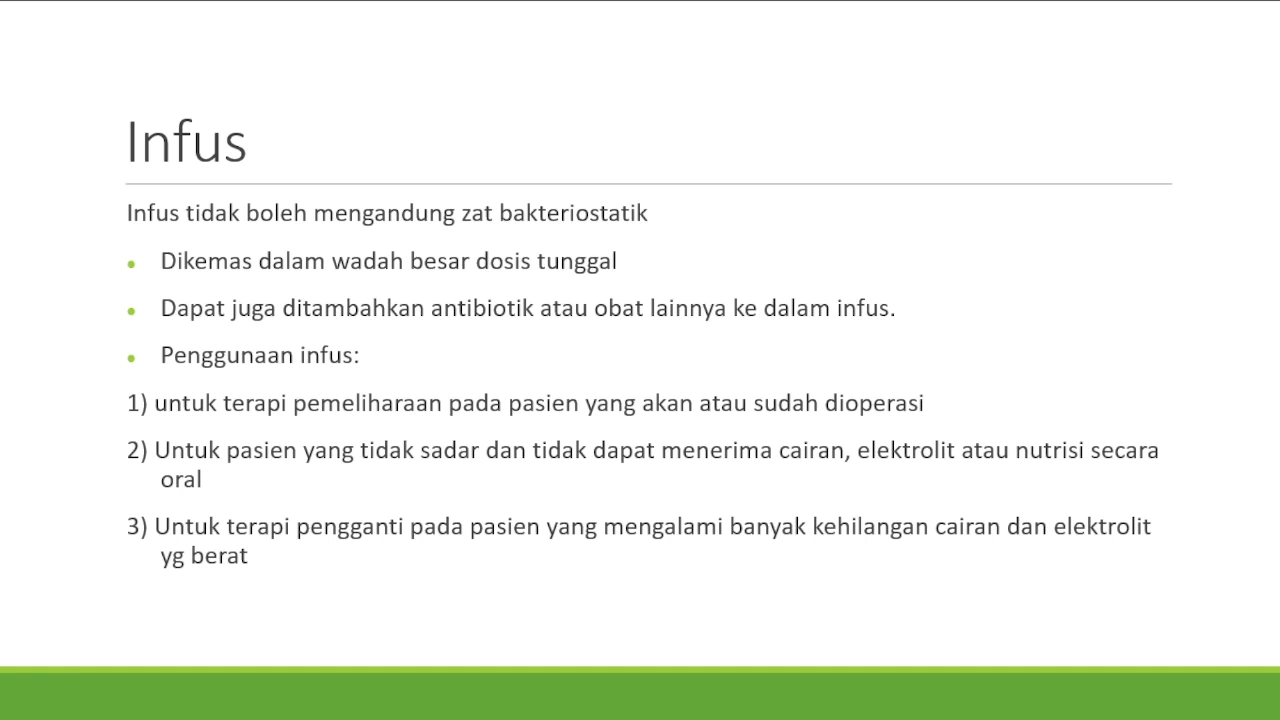 Infus
Infus tidak boleh mengandung zat bakteriostatik
• Dikemas dalam wadah besar dosis tunggal
• Dapat juga ditambahkan antibiotik atau obat lainnya ke dalam infus.
• Penggunaan infus:
1) untuk terapi pemeliharaan pada pasien yang akan atau sudah dioperasi
2) Untuk pasien yang tidak sadar dan tidak dapat menerima cairan, elektrolit atau nutrisi secara
oral
3) Untuk terapi pengganti pada pasien yang mengalami banyak kehilangan cairan dan elektrolit
yg berat